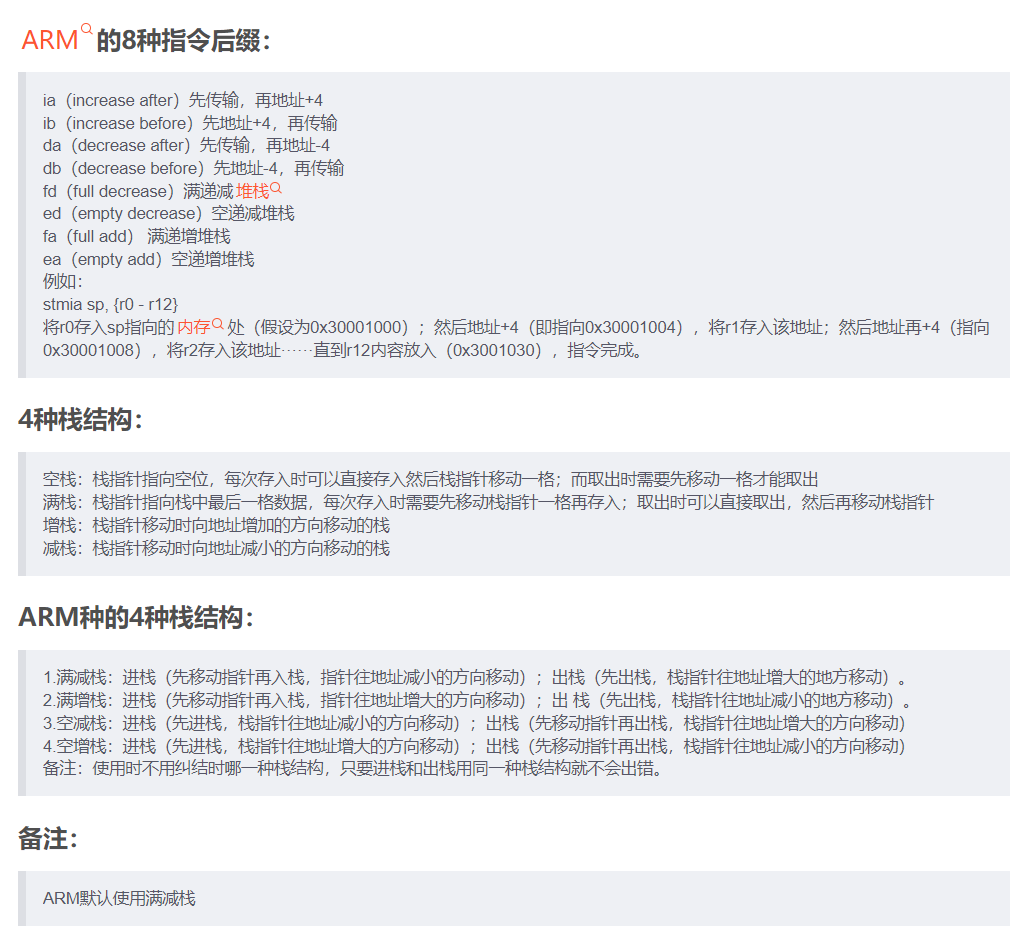 ARM的8种指令后缀：
ia（increase after）先传输，再地址+4
ib（increase before）先地址+4，再传输
da（decrease after）先传输，再地址-4
db（decrease before）先地址-4，再传输
fd（full decrease）满递减堆栈
ed（empty decrease）空递减堆栈
fa（full add） 满递增堆栈
ea（empty add）空递增堆栈
例如：
stmia sp, {r0 - r12}
将r0存入sp指向的内存处（假设为0x30001000）；然后地址+4（即指向0x30001004），将r1存入该地址；然后地址再+4（指向
0x30001008），将r2存入该地址……直到r12内容放入（0x3001030），指令完成。
4种栈结构：
空栈：栈指针指向空位，每次存入时可以直接存入然后栈指针移动一格；而取出时需要先移动一格才能取出
满栈：栈指针指向栈中最后一格数据，每次存入时需要先移动栈指针一格再存入；取出时可以直接取出，然后再移动栈指针
增栈：栈指针移动时向地址增加的方向移动的栈
减栈：栈指针移动时向地址减小的方向移动的栈
ARM种的4种栈结构：
1.满减栈：进栈（先移动指针再入栈，指针往地址减小的方向移动）；出栈（先出栈，栈指针往地址增大的地方移动）。
2.满增栈：进栈（先移动指针再入栈，指针往地址增大的方向移动）；出 栈（先出栈，栈指针往地址减小的地方移动）。
3.空减栈：进栈（先进栈，栈指针往地址减小的方向移动）；出栈（先移动指针再出栈，栈指针往地址增大的方向移动）
4.空增栈：进栈（先进栈，栈指针往地址增大的方向移动）；出栈（先移动指针再出栈，栈指针往地址减小的方向移动）
备注：使用时不用纠结时哪一种栈结构，只要进栈和出栈用同一种栈结构就不会出错。
备注：
ARM默认使用满减栈